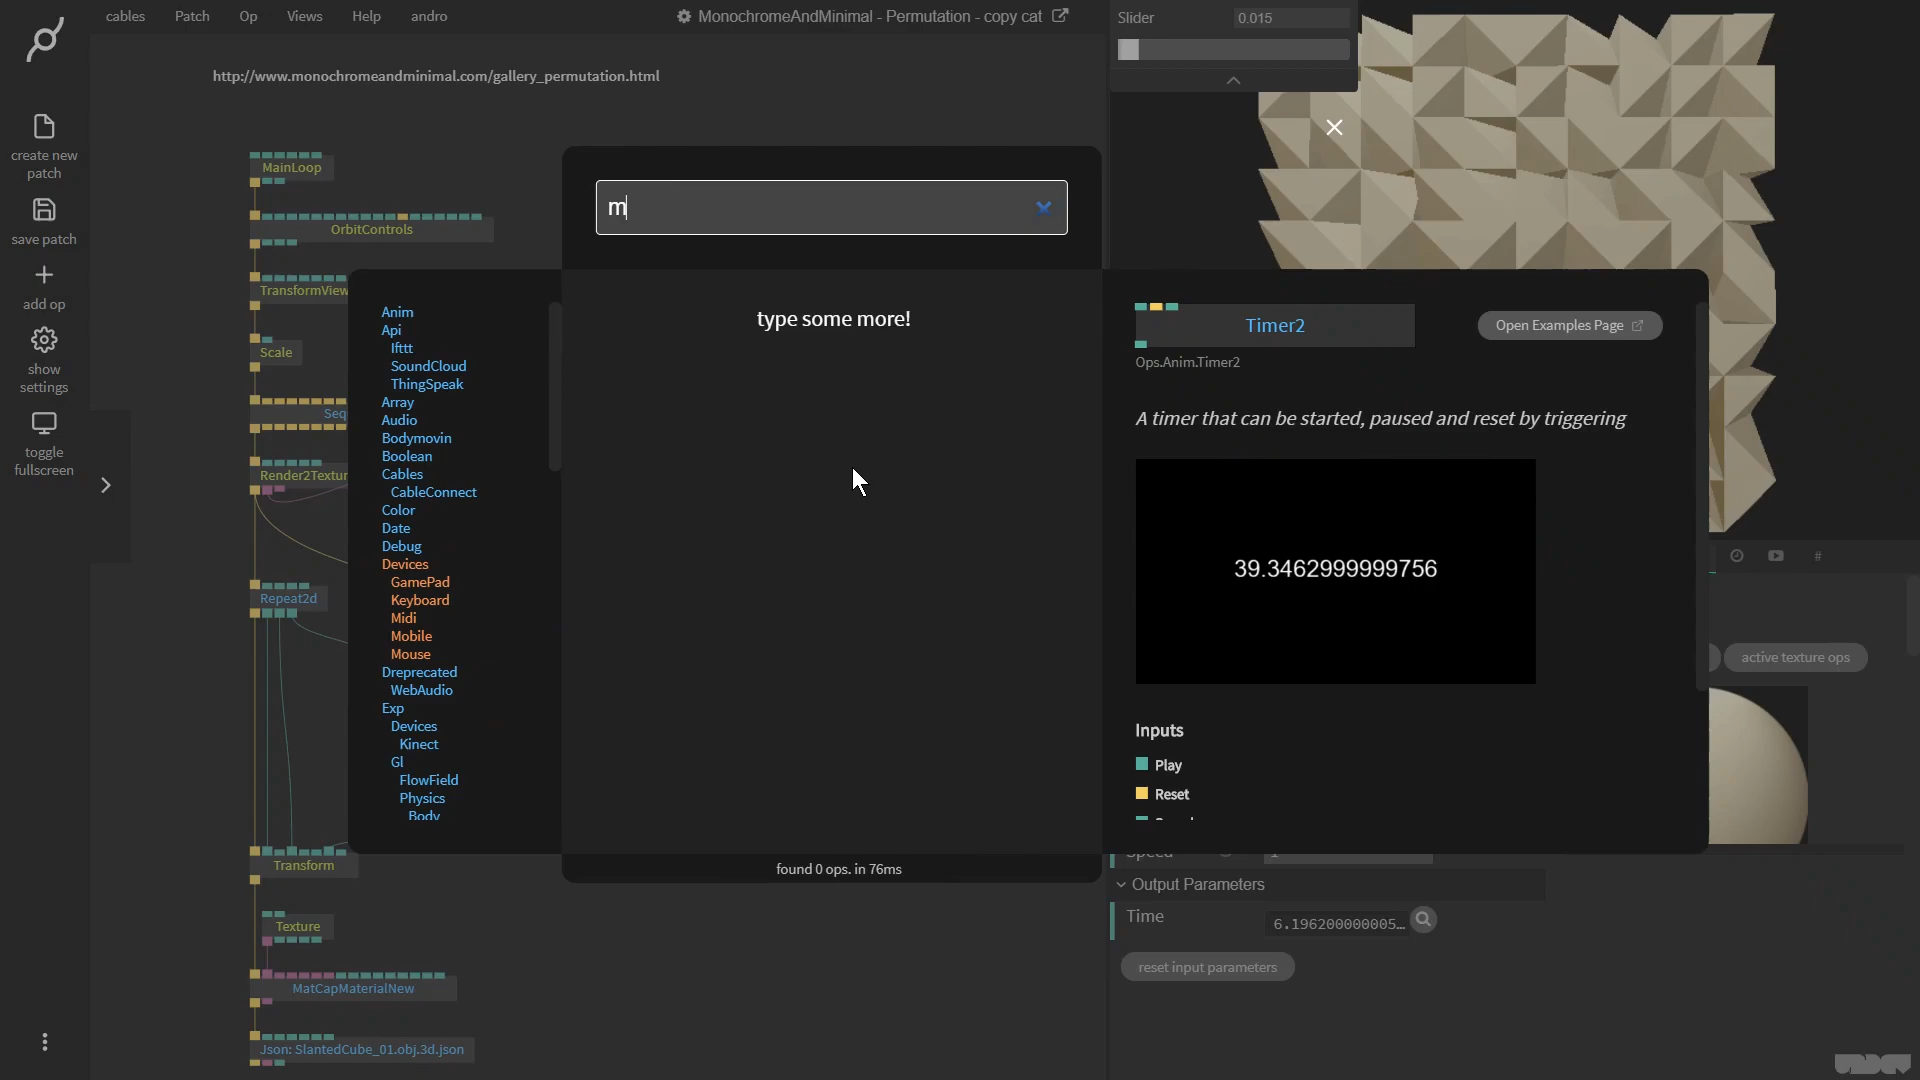 cables Patch Op Views Help andro
MonochromeAndMinimal - Permutation - copy cat
Slider 0.015
http://www.monochromeandminimal.com/gallery_permutation.html
create new
patch
save patch
add op
show
settings
toggle
fullscreen
MainLoop
OrbitControls
TransformView
Scale
Seq
Render2Textur
Repeat2d
Transform
Texture
MatCapMaterialNew
Json: SlantedCube_01.obj.3d.json
m
Anim
Api
Ifttt
SoundCloud
ThingSpeak
Array
Audio
Bodymovin
Boolean
Cables
CableConnect
Color
Date
Debug
Devices
GamePad
Keyboard
Midi
Mobile
Mouse
Dreprecated
WebAudio
Exp
Devices
Kinect
Gl
FlowField
Physics
Body
type some more!
found 0 ops. in 76ms
Timer2
Open Examples Page
Ops.Anim.Timer2
A timer that can be started, paused and reset by triggering
39.3462999999756
Inputs
Play
Reset
#
active texture ops
Speed 1
Output Parameters
Time 6.196200000005…
reset input parameters